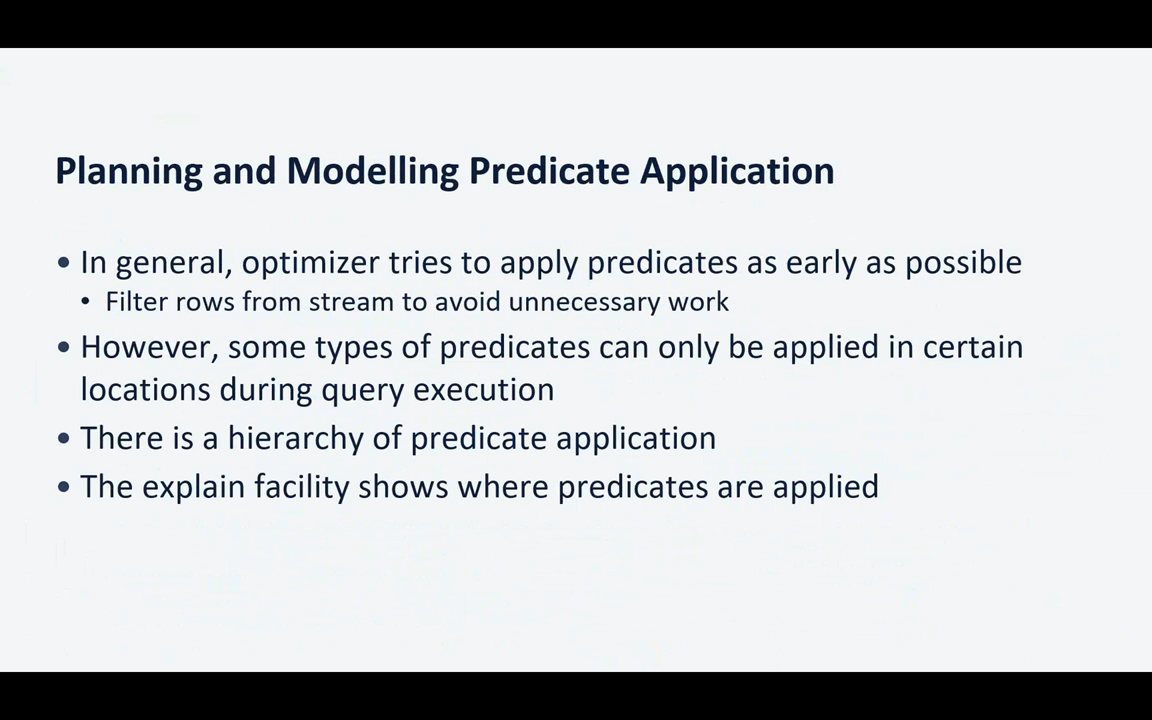 Planning and Modelling Predicate Application
• In general, optimizer tries to apply predicates as early as possible
• Filter rows from stream to avoid unnecessary work
• However, some types of predicates can only be applied in certain
locations during query execution
• There is a hierarchy of predicate application
• The explain facility shows where predicates are applied